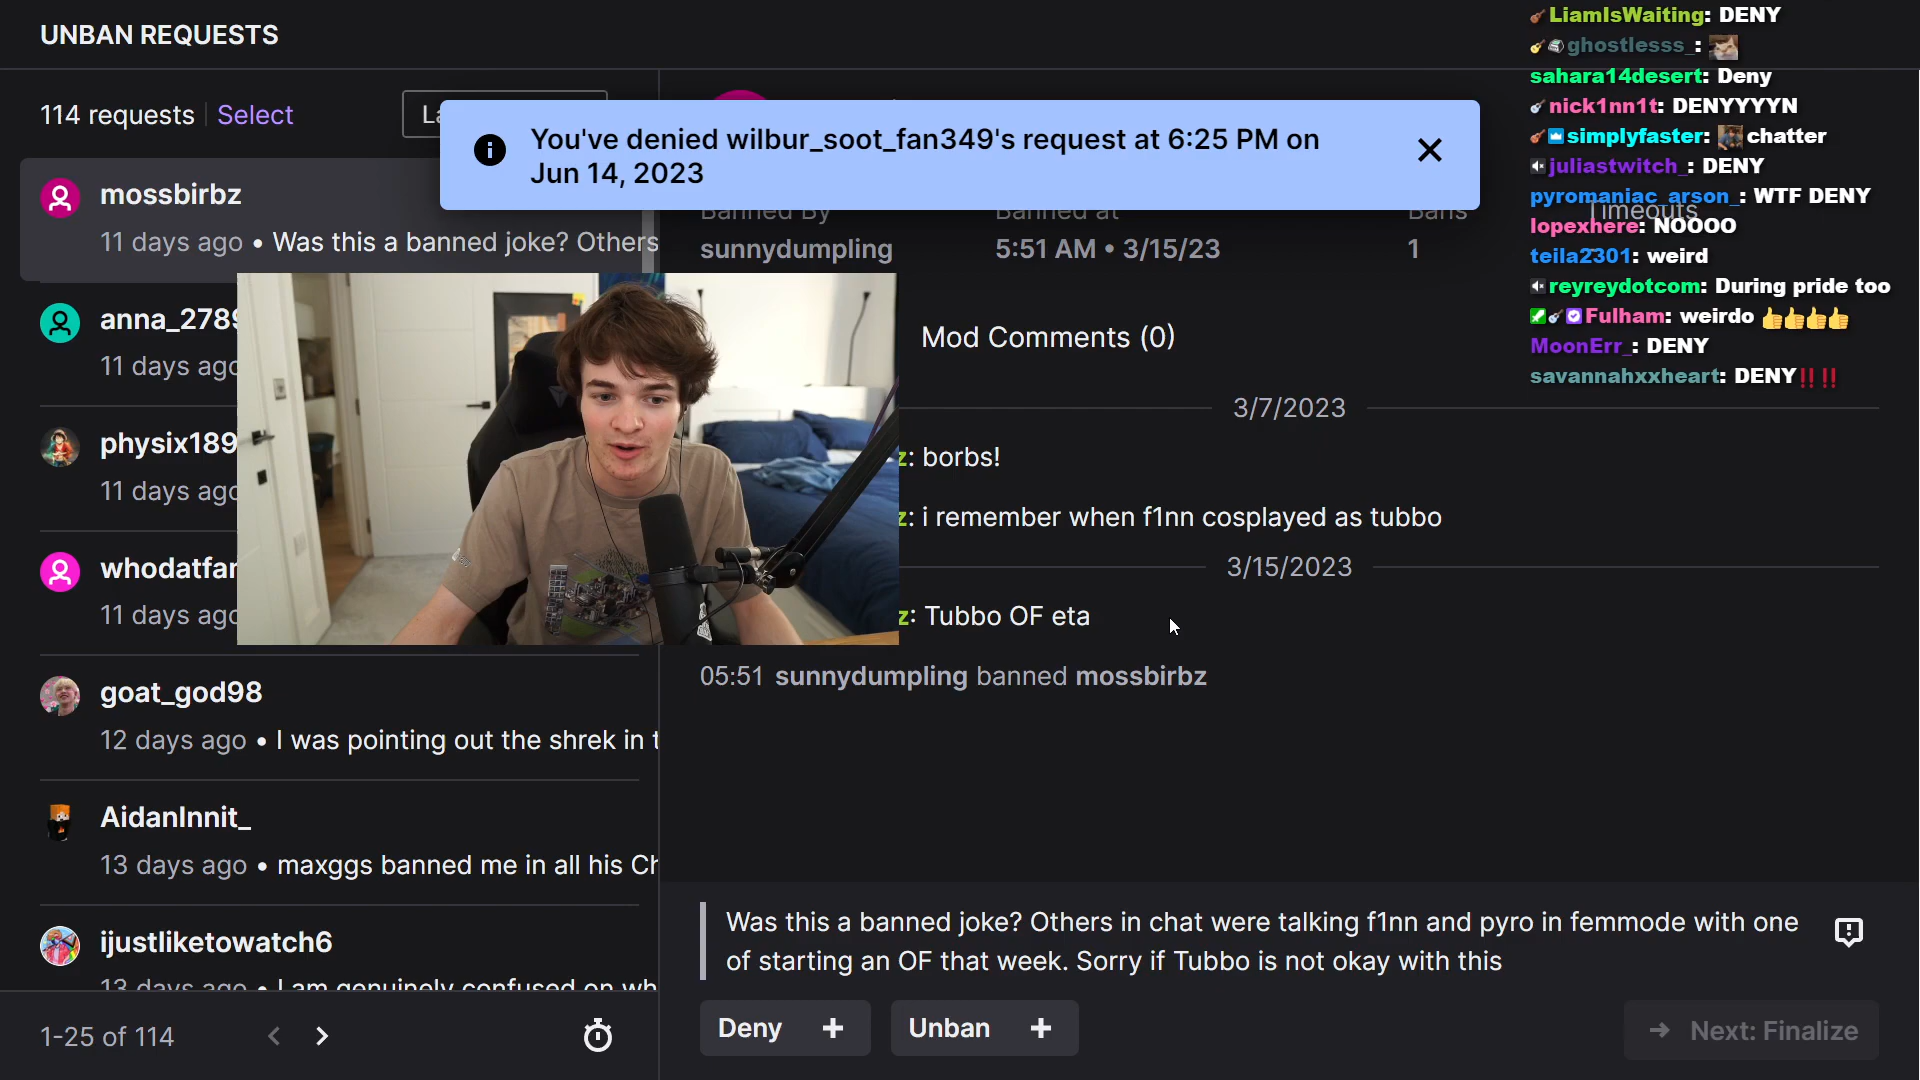 UNBAN REQUESTS
114 requests
Select
You've denied wilbur_soot_fan349's request at 6:25 PM on
Jun 14, 2023
mossbirbz
11 days ago • Was this a banned joke? Others
11 days ago
physix189
11 days ago
11 days ago
goat_god98
12 days ago • I was pointing out the shrek in
AidanInnit_
13 days ago • maxggs banned me in all his
ijustliketowatch6
13 days ago • I am genuinely confused on
1-25 of 114
Banned By
Banned at
Bans
Timeouts
sunnydumpling
5:51 AM • 3/15/23
1
Mod Comments (0)
3/7/2023
z: borbs!
z: i remember when f1nn cosplayed as tubbo
3/15/2023
z: Tubbo OF eta
05:51 sunnydumpling banned mossbirbz
Was this a banned joke? Others in chat were talking f1nn and pyro in femmode with one
of starting an OF that week. Sorry if Tubbo is not okay with this
Deny +
Unban +
Next: Finalize
LiamIsWaiting: DENY
ghostlesss_:
sahara14desert: Deny
nick1nn1t: DENYYYYN
simplyfaster: chatter
juliastwitch_: DENY
pyromaniac_arson_: WTF DENY
lopexhere: NOOOO
teila2301: weird
reyreydotcom: During pride too
Fulham: weirdo 👍👍👍👍
MoonErr_: DENY
savannahxxheart: DENY‼️‼️